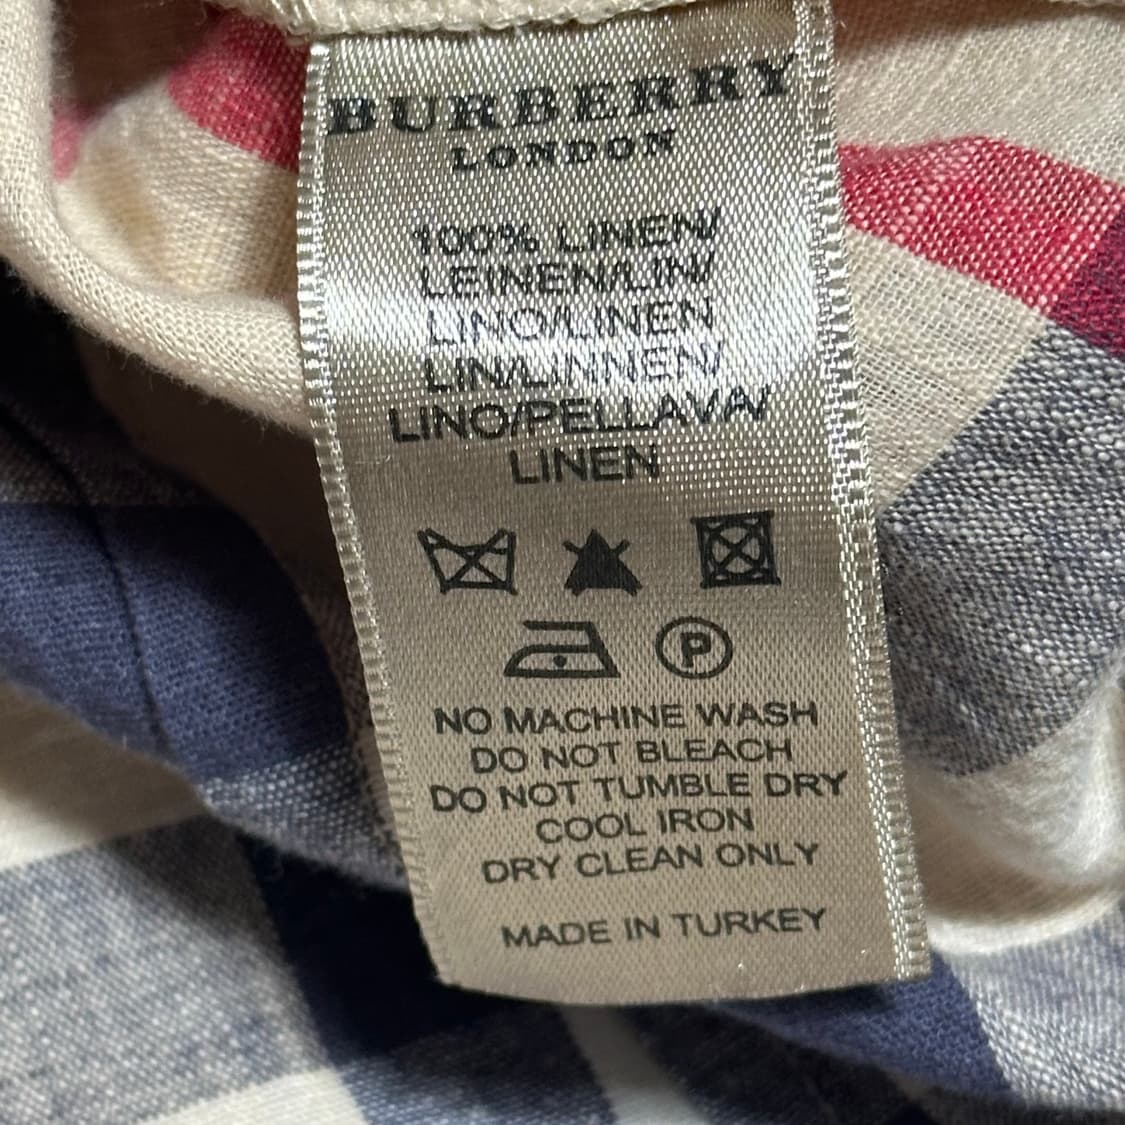 BURBERRY
LONDON
100% LINEN/
LEINEN/LIN/
LINO/LINEN
LIN/LINNEN/
LINO/PELLAVA/
LINEN
P
NO MACHINE WASH
DO NOT BLEACH
DO NOT TUMBLE DRY
COOL IRON
DRY CLEAN ONLY
MADE IN TURKEY